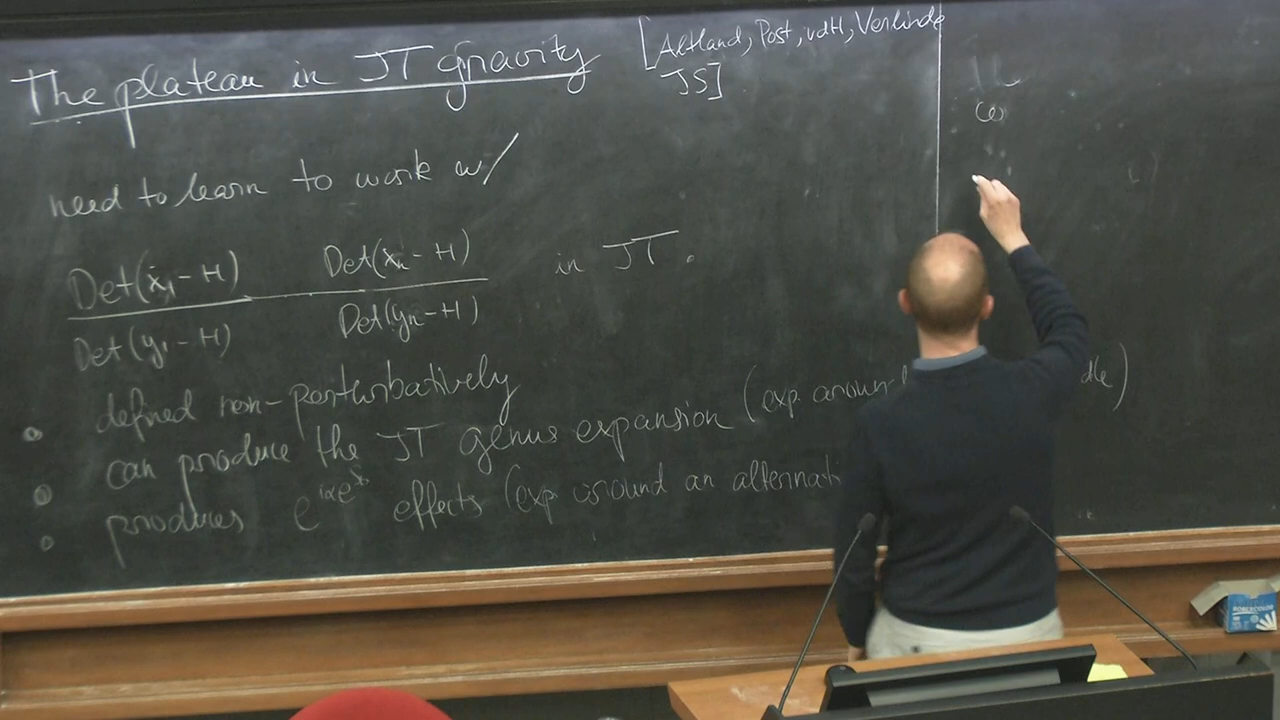 The plateau in JT gravity [Altland, Post, vdH, Verlinde
JS]
need to learn to work w/
Det(x₁ - H) Det(xₙ - H) in JT.
Det(y₁ - H) Det(yₙ - H)
• defined non-perturbatively
• can produce the JT genus expansion (exp. around dle)
• produces effects (exp around an alternati
ROBERCOLOR